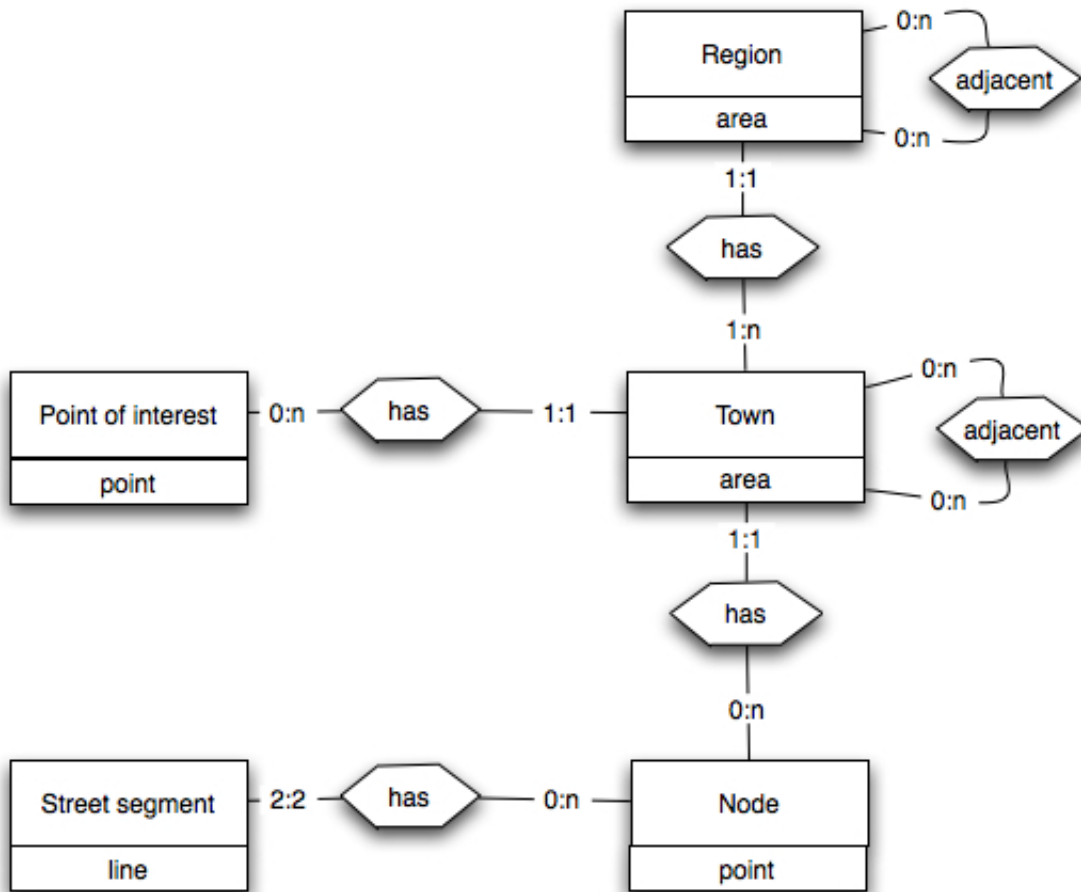 0:n
Region
adjacent
area
0:n
1:1
has
1:n
0:n
Point of interest
0:n
has
1:1
Town
adjacent
point
area
0:n
1:1
has
0:n
Street segment
2:2
has
0:n
Node
line
point